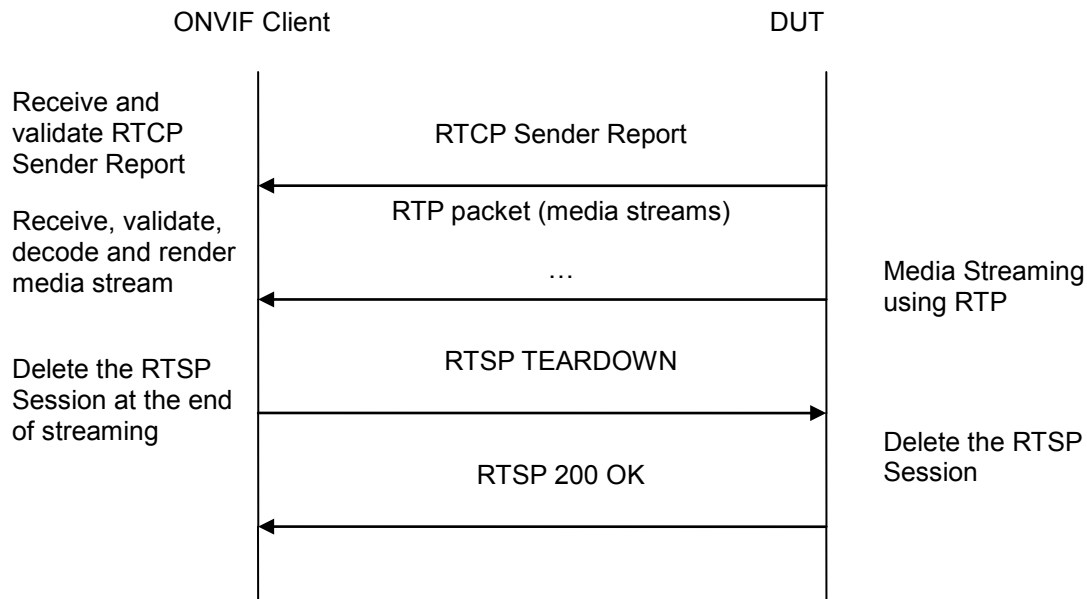 ONVIF Client
DUT
Receive and
validate RTCP
Sender Report
RTCP Sender Report
RTP packet (media streams)
Receive, validate,
decode and render
media stream
…
Media Streaming
using RTP
RTSP TEARDOWN
Delete the RTSP
Session at the end
of streaming
Delete the RTSP
Session
RTSP 200 OK